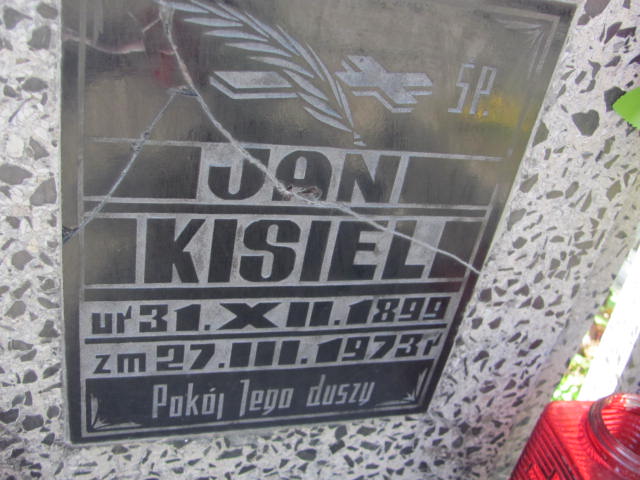 ŚP.
JAN
KISIEL
ur 31.XII.1899
zm 27.III.1973r
Pokój Jego duszy